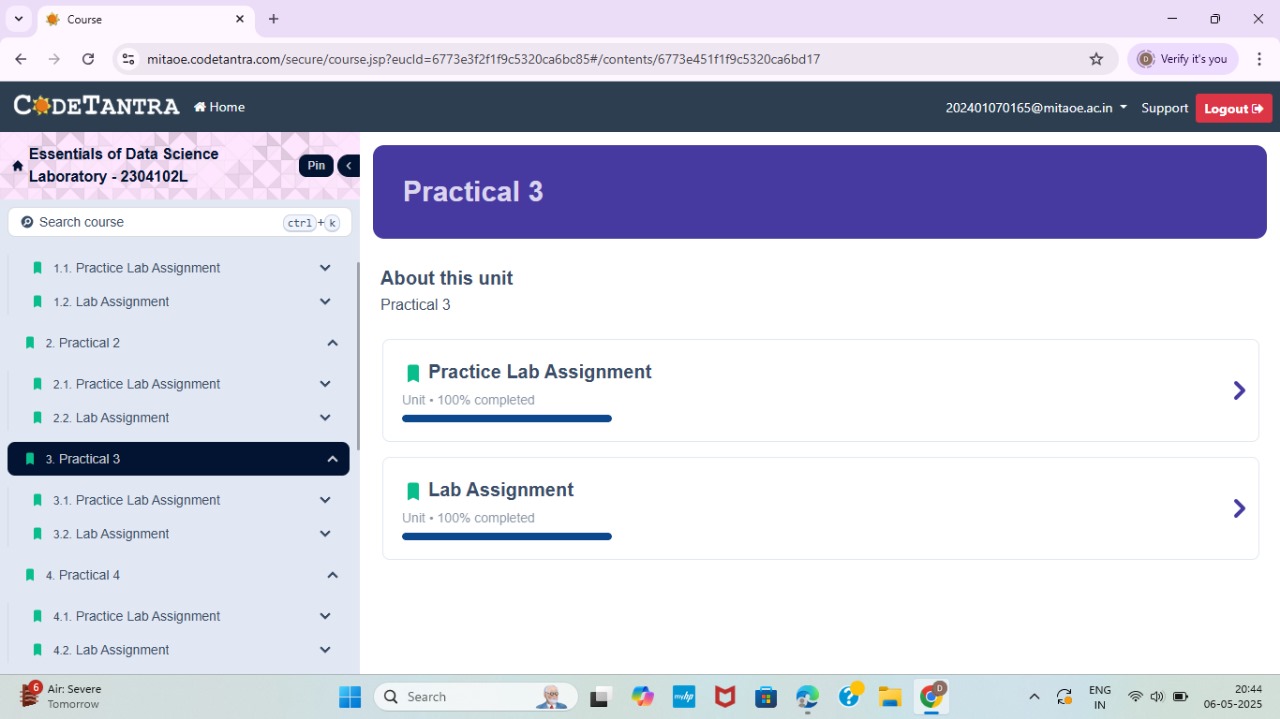 Course
mitaoe.codetantra.com/secure/course.jsp?eucId=6773e3f2f1f9c5320ca6bc85#/contents/6773e451f1f9c5320ca6bd17
D
Verify it's you
CODETANTRA
Home
202401070165@mitaoe.ac.in
Support
Logout
Essentials of Data Science
Laboratory - 2304102L
Pin
Search course
ctrl + k
1.1. Practice Lab Assignment
1.2. Lab Assignment
2. Practical 2
2.1. Practice Lab Assignment
2.2. Lab Assignment
3. Practical 3
3.1. Practice Lab Assignment
3.2. Lab Assignment
4. Practical 4
4.1. Practice Lab Assignment
4.2. Lab Assignment
Practical 3
About this unit
Practical 3
Practice Lab Assignment
Unit • 100% completed
Lab Assignment
Unit • 100% completed
6
Air: Severe
Tomorrow
Search
myhp
D
ENG
IN
20:44
06-05-2025